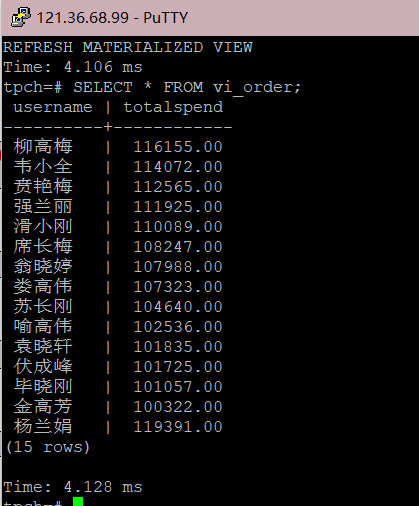 121.36.68.99 - PuTTY
REFRESH MATERIALIZED VIEW
Time: 4.106 ms
tpch=# SELECT * FROM vi_order;
 username | totalspend
----------+------------
 柳高梅   |  116155.00
 韦小全   |  114072.00
 贲艳梅   |  112565.00
 强兰丽   |  111925.00
 滑小刚   |  110089.00
 席长梅   |  108247.00
 翁晓婷   |  107988.00
 娄高伟   |  107323.00
 苏长刚   |  104640.00
 喻高伟   |  102536.00
 袁晓轩   |  101835.00
 伏成峰   |  101725.00
 毕晓刚   |  101057.00
 金高芳   |  100322.00
 杨兰娟   |  119391.00
(15 rows)
Time: 4.128 ms
tpch=#